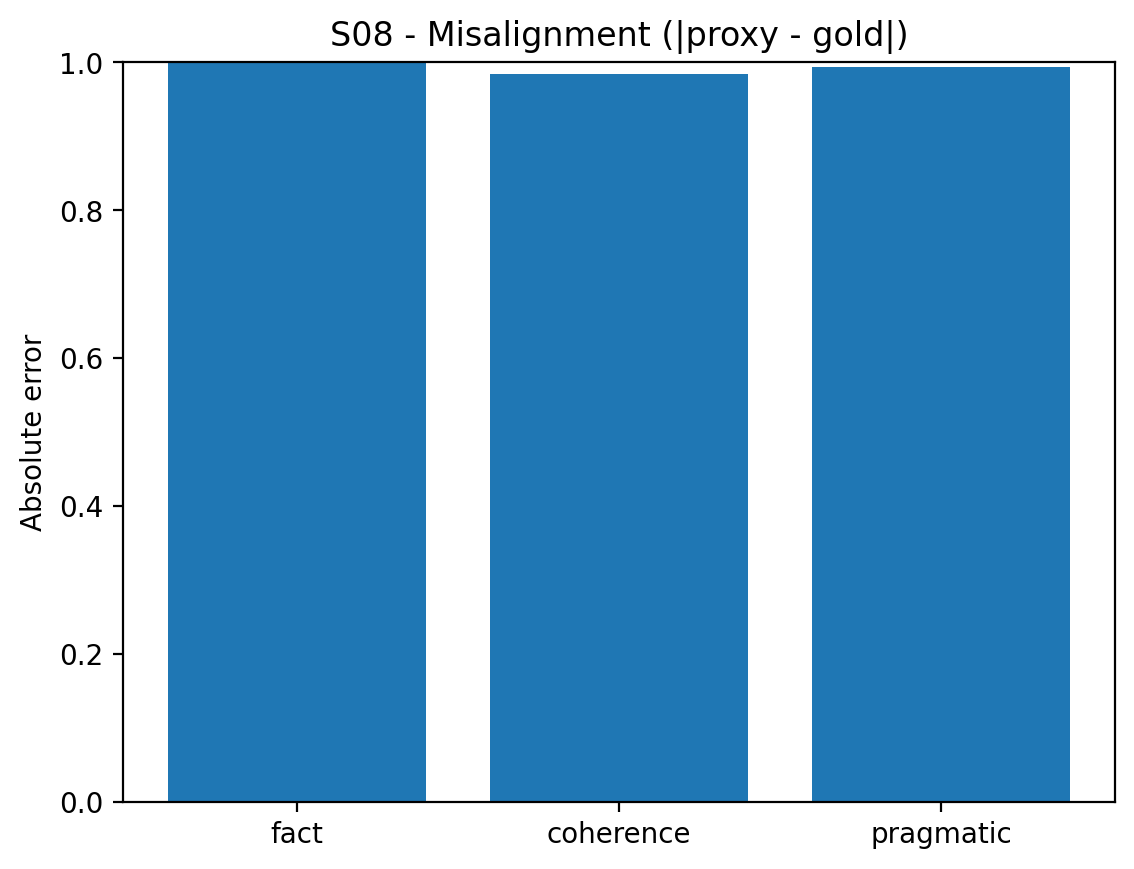 S08 - Misalignment (|proxy - gold|)
1.0
0.8
0.6
0.4
0.2
0.0
Absolute error
fact coherence pragmatic